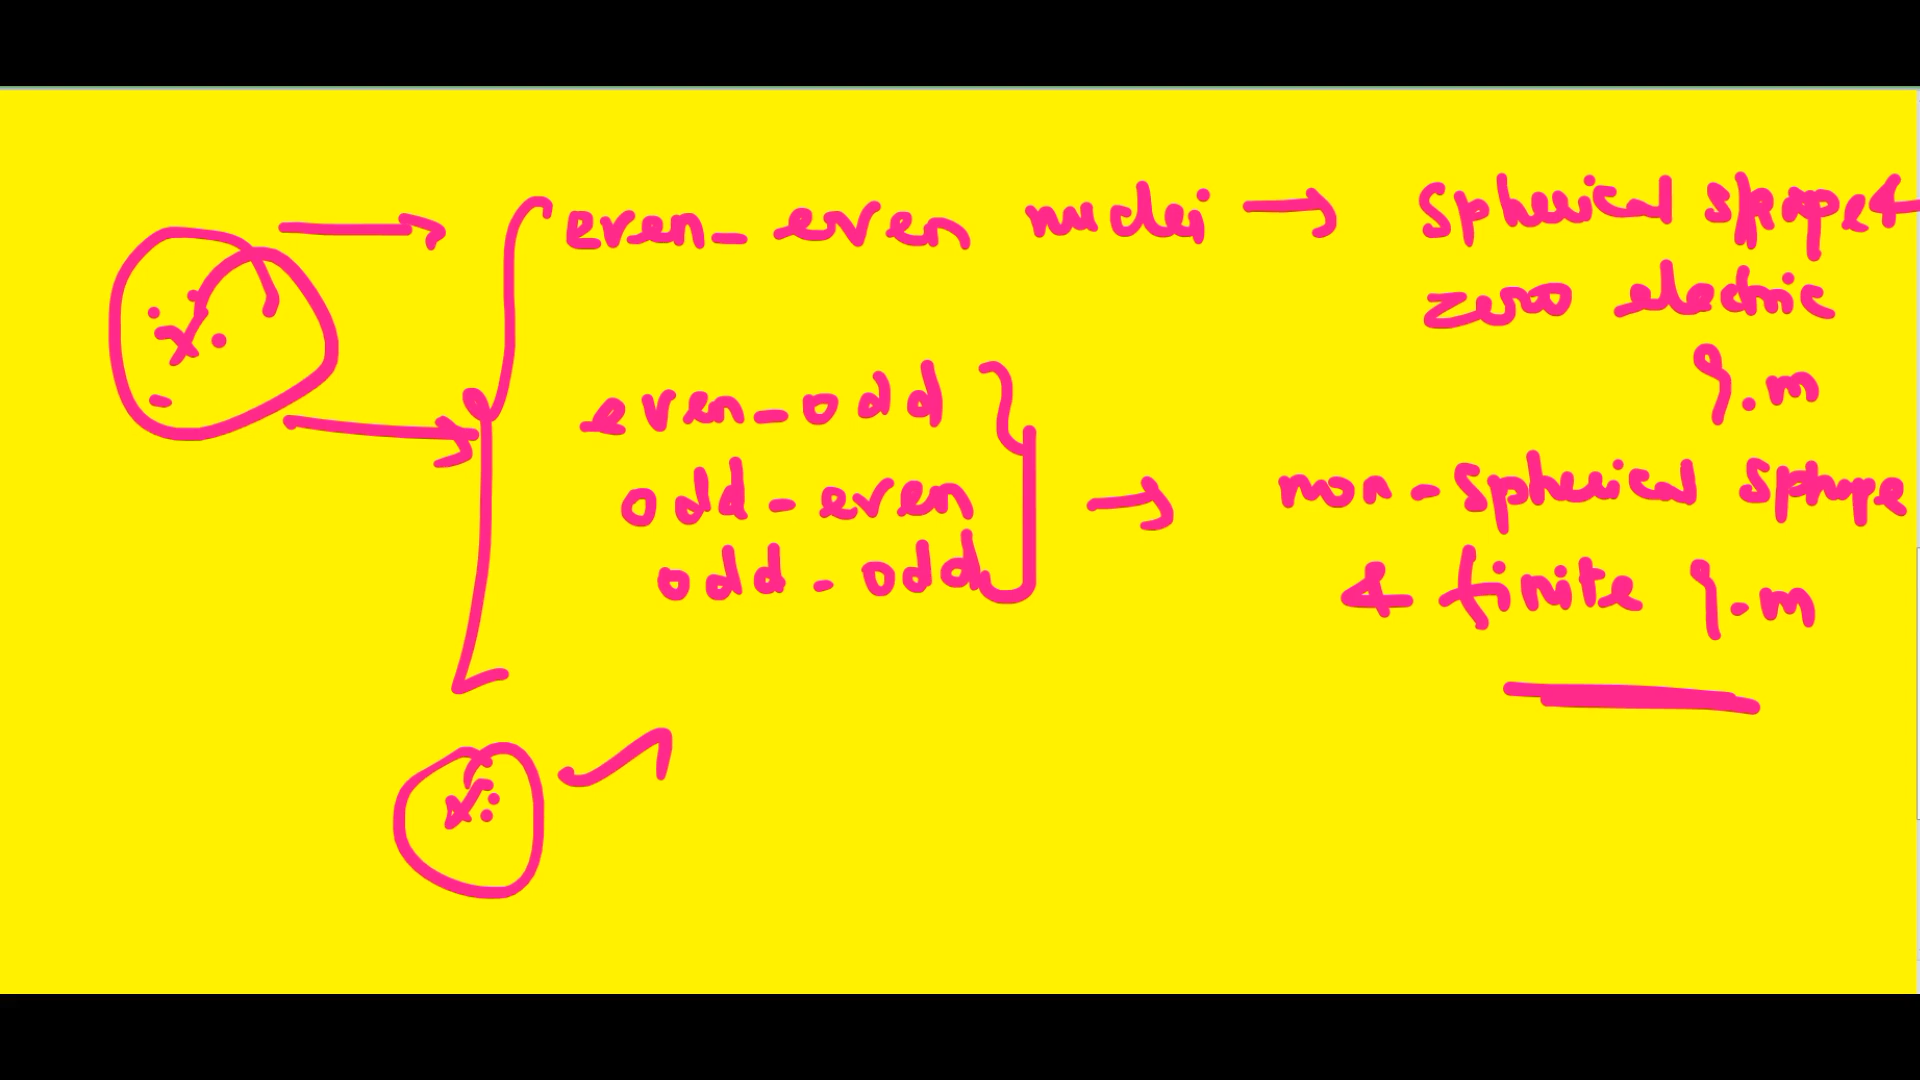 even-even nuclei → spherical shape &
zero electric
q.m
even-odd
odd-even → non-spherical shape
odd-odd & finite q.m